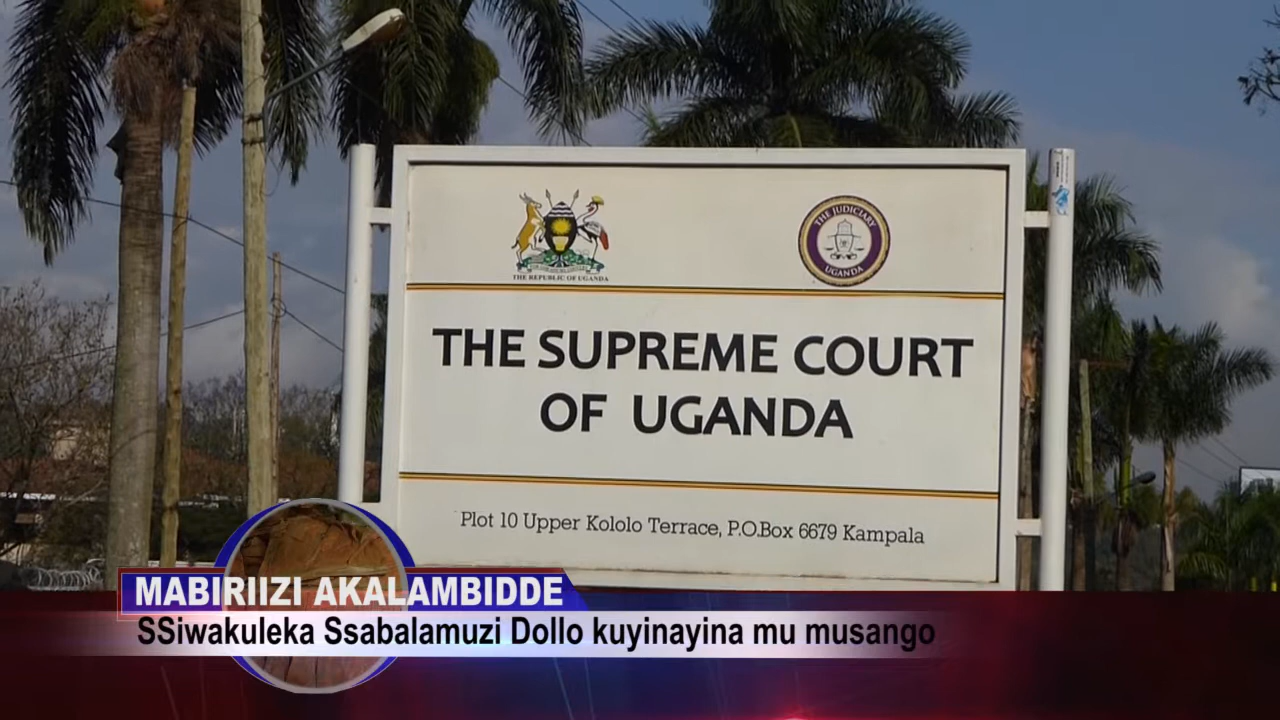 THE REPUBLIC OF UGANDA
THE JUDICIARY
UGANDA
THE SUPREME COURT
OF UGANDA
Plot 10 Upper Kololo Terrace, P.O.Box 6679 Kampala
MABIRIIZI AKALAMBIDDE
SSiwakuleka Ssabalamuzi Dollo kuyinayina mu musango